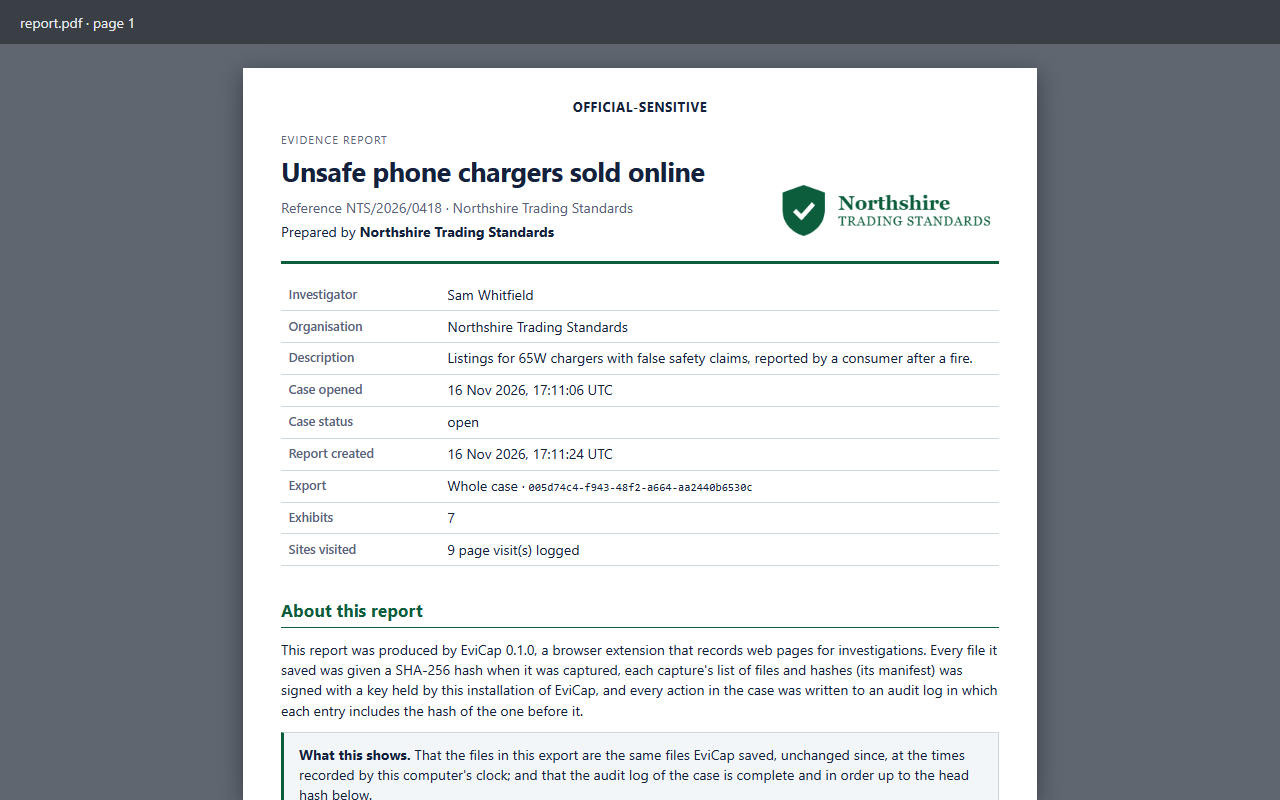 report.pdf · page 1
OFFICIAL-SENSITIVE
EVIDENCE REPORT
Unsafe phone chargers sold online
Reference NTS/2026/0418 · Northshire Trading Standards
Prepared by Northshire Trading Standards
Northshire
TRADING STANDARDS
Investigator Sam Whitfield
Organisation Northshire Trading Standards
Description Listings for 65W chargers with false safety claims, reported by a consumer after a fire.
Case opened 16 Nov 2026, 17:11:06 UTC
Case status open
Report created 16 Nov 2026, 17:11:24 UTC
Export Whole case · 005d74c4-f943-48f2-a664-aa2440b6530c
Exhibits 7
Sites visited 9 page visit(s) logged
About this report
This report was produced by EviCap 0.1.0, a browser extension that records web pages for investigations. Every file it
saved was given a SHA-256 hash when it was captured, each capture's list of files and hashes (its manifest) was
signed with a key held by this installation of EviCap, and every action in the case was written to an audit log in which
each entry includes the hash of the one before it.
What this shows. That the files in this export are the same files EviCap saved, unchanged since, at the times
recorded by this computer's clock; and that the audit log of the case is complete and in order up to the head
hash below.